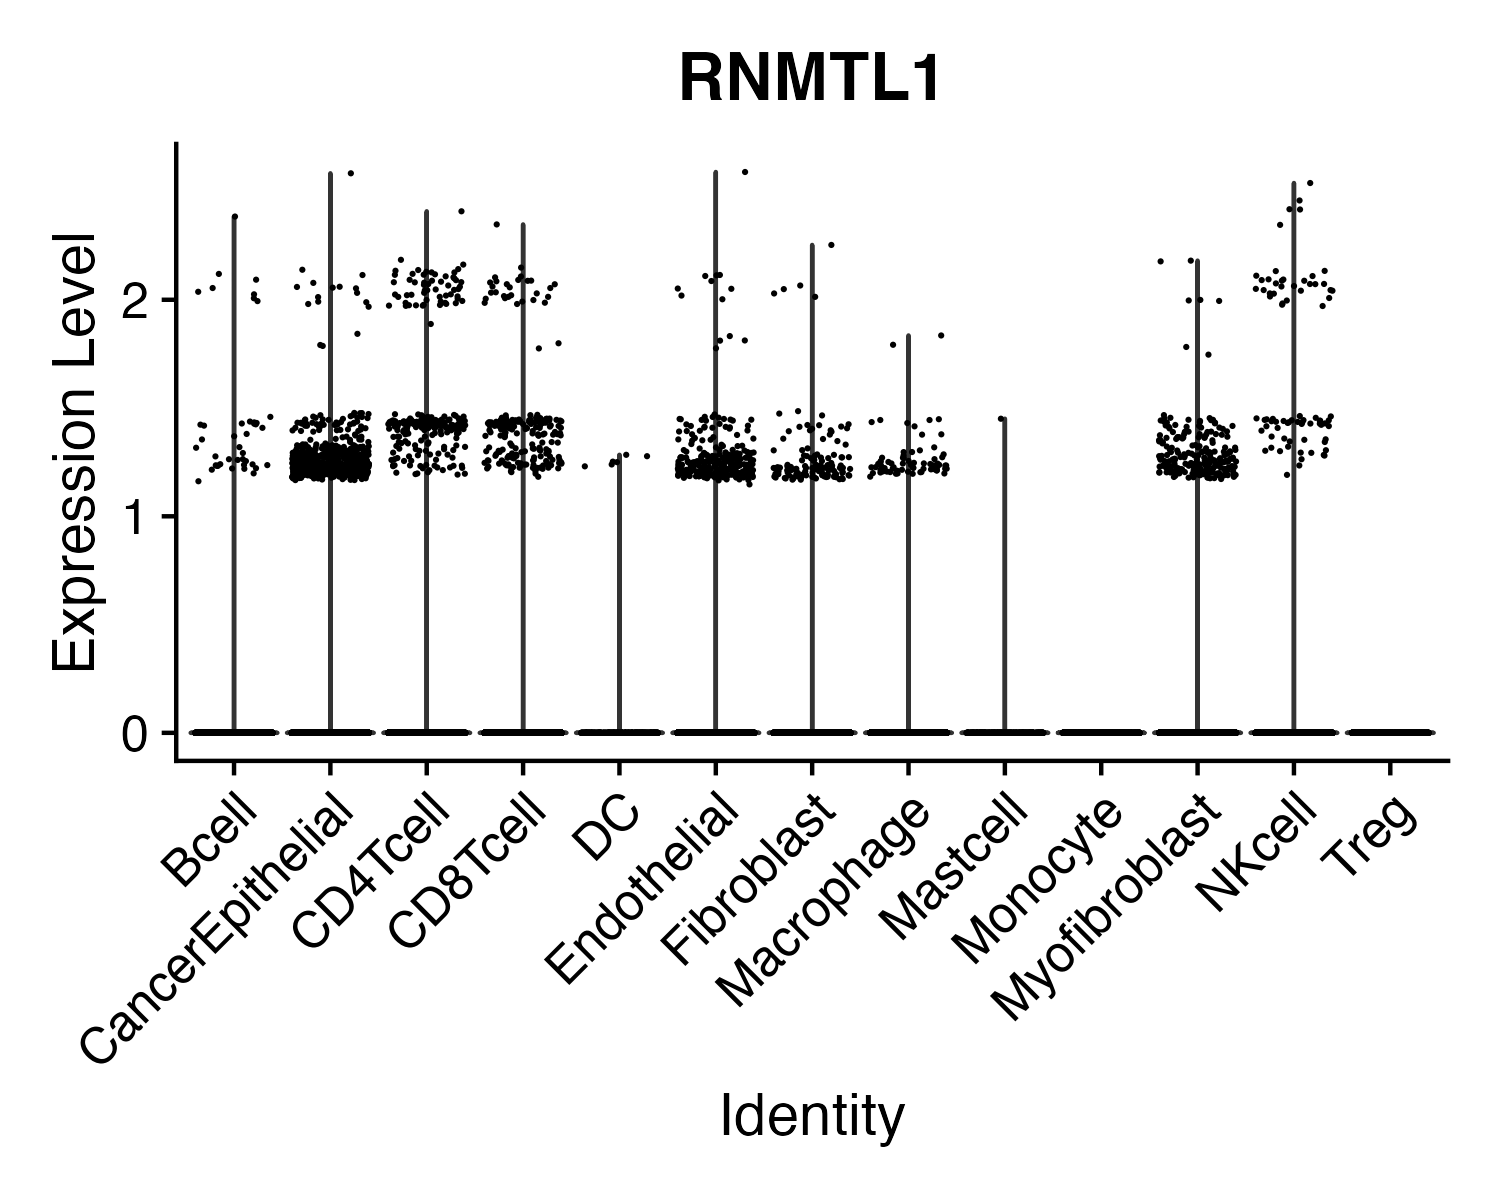 RNMTL1
Expression Level
2
1
0
Bcell
CancerEpithelial
CD4Tcell
CD8Tcell
DC
Endothelial
Fibroblast
Macrophage
Mastcell
Monocyte
Myofibroblast
NKcell
Treg
Identity